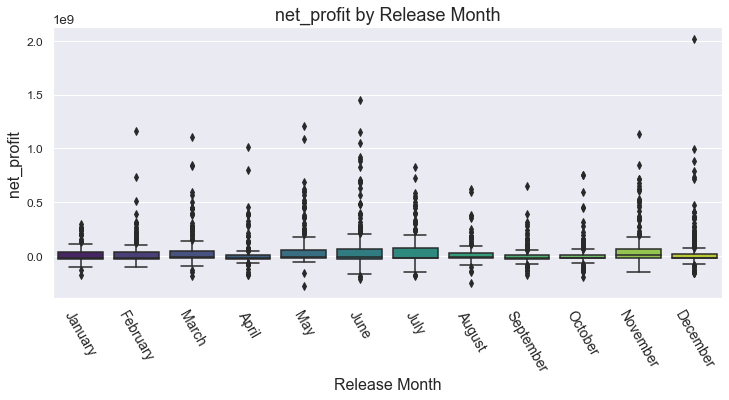 net_profit by Release Month
1e9
2.0
1.5
1.0
0.5
0.0
net_profit
January
February
March
April
May
June
July
August
September
October
November
December
Release Month